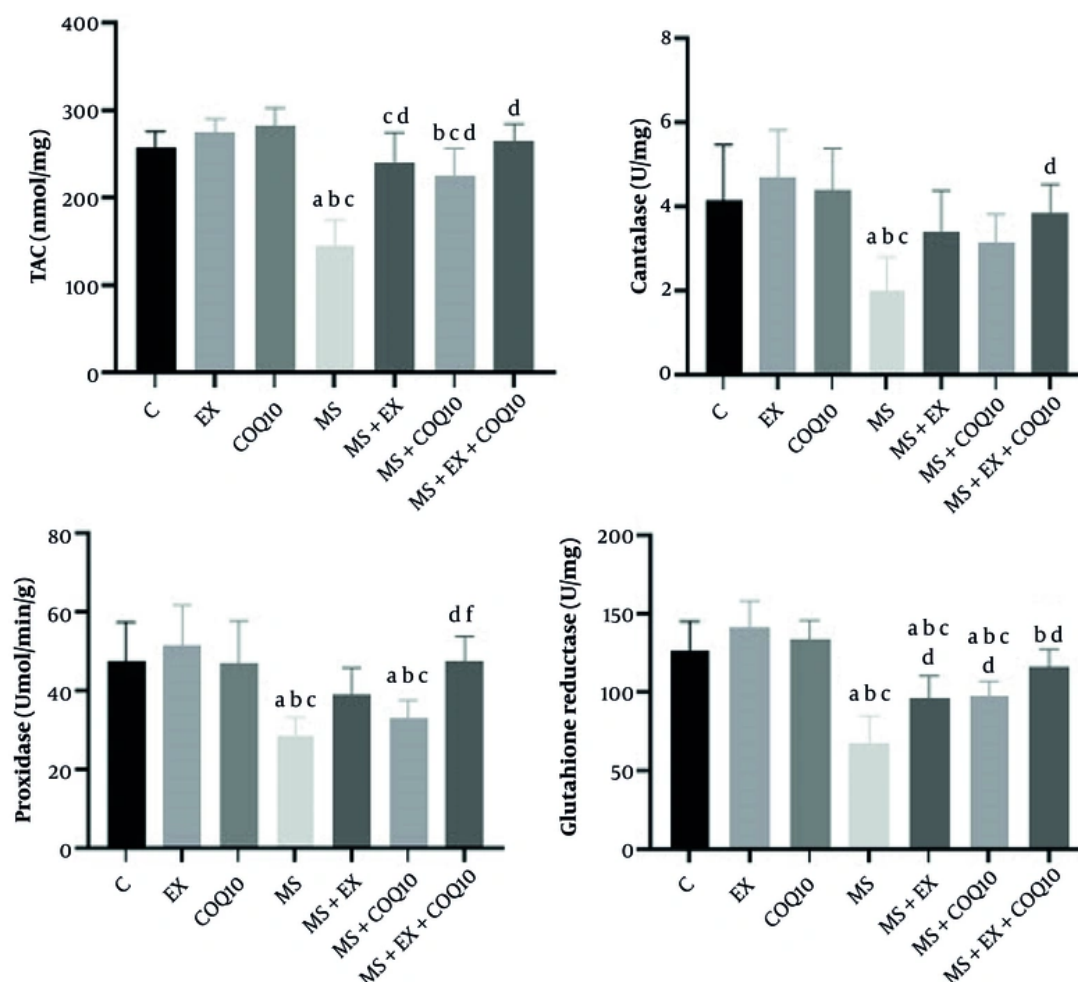 TAC (nmol/mg)
400
300
200
100
0
a b c
c d
b c d
d
C
EX
COQ10
MS
MS + EX
MS + COQ10
MS + EX + COQ10
Cantalase (U/mg)
8
6
4
2
0
a b c
d
C
EX
COQ10
MS
MS + EX
MS + COQ10
MS + EX + COQ10
Proxidase (Umol/min/g)
80
60
40
20
0
a b c
a b c
d f
C
EX
COQ10
MS
MS + EX
MS + COQ10
MS + EX + COQ10
Glutahione reductase (U/mg)
200
150
100
50
0
a b c
a b c
d
a b c
d
b d
C
EX
COQ10
MS
MS + EX
MS + COQ10
MS + EX + COQ10